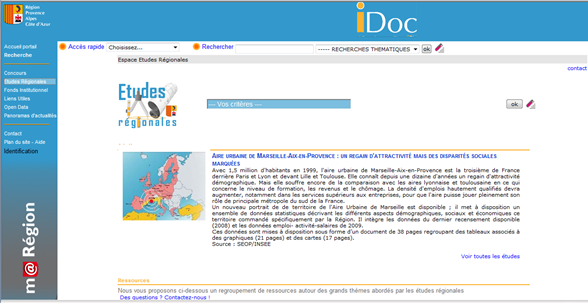 Région
Provence
Alpes
Côte d'Azur
iDoc
Accès rapide
Choisissez...
Rechercher
----- RECHERCHES THEMATIQUES
ok
Espace Etudes Régionales
contact
Accueil portail
Recherche
Concours
Etudes Régionales
Fonds Institutionnel
Liens Utiles
Open Data
Panoramas d'actualités
Contact
Plan du site - Aide
Identification
m@Région
Etudes
régionales
--- Vos critères ---
ok
Aire urbaine de Marseille-Aix-en-Provence : un regain d'attractivité mais des disparités sociales
marquées
Avec 1,5 million d'habitants en 1999, l'aire urbaine de Marseille-Aix-en-Provence est la troisième de France
derrière Paris et Lyon et devant Lille et Toulouse. Elle connaît depuis une dizaine d'années un regain d'attractivité
démographique. Mais elle souffre encore de la comparaison avec les aires lyonnaise et toulousaine en ce qui
concerne le niveau de formation, les revenus et le chômage. La densité d'emplois hautement qualifiés devra
augmenter, notamment dans les services supérieurs aux entreprises, pour que l'aire puisse jouer pleinement son
rôle de principale métropole du sud de la France.
Un nouveau portrait de territoire de l'Aire Urbaine de Marseille est disponible ; il met à disposition un
ensemble de données statistiques décrivant les différents aspects démographiques, sociaux et économiques ce
territoire commandé spécifiquement par la Région. Il intègre les données du dernier recensement disponible
(2008) et les données emploi- activité-salaires de 2009.
Ces données sont mises à disposition sous forme d'un document de 38 pages regroupant des tableaux associés à
des graphiques (21 pages) et des cartes (17 pages).
Source : SEOP/INSEE
Voir toutes les études
Ressources
Nous vous proposons ci-dessous un regroupement de ressources autour des grands thèmes abordés par les études régionales
Des questions ? Contactez-nous !